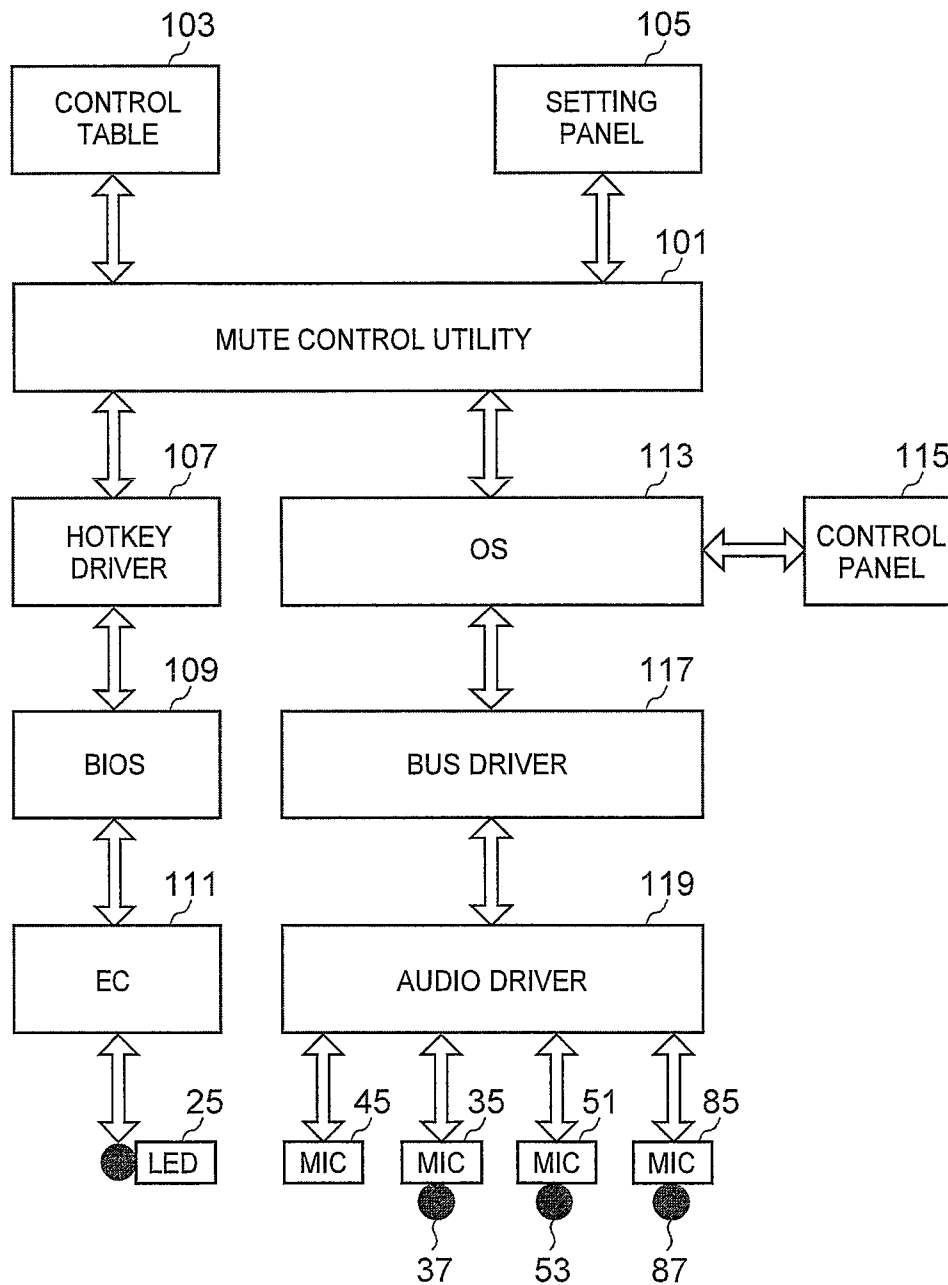 103
105
CONTROL
TABLE
SETTING
PANEL
101
MUTE CONTROL UTILITY
107
113
115
HOTKEY
DRIVER
OS
CONTROL
PANEL
109
117
BIOS
BUS DRIVER
111
119
EC
AUDIO DRIVER
25
45
35
51
85
LED
MIC
MIC
MIC
MIC
37
53
87